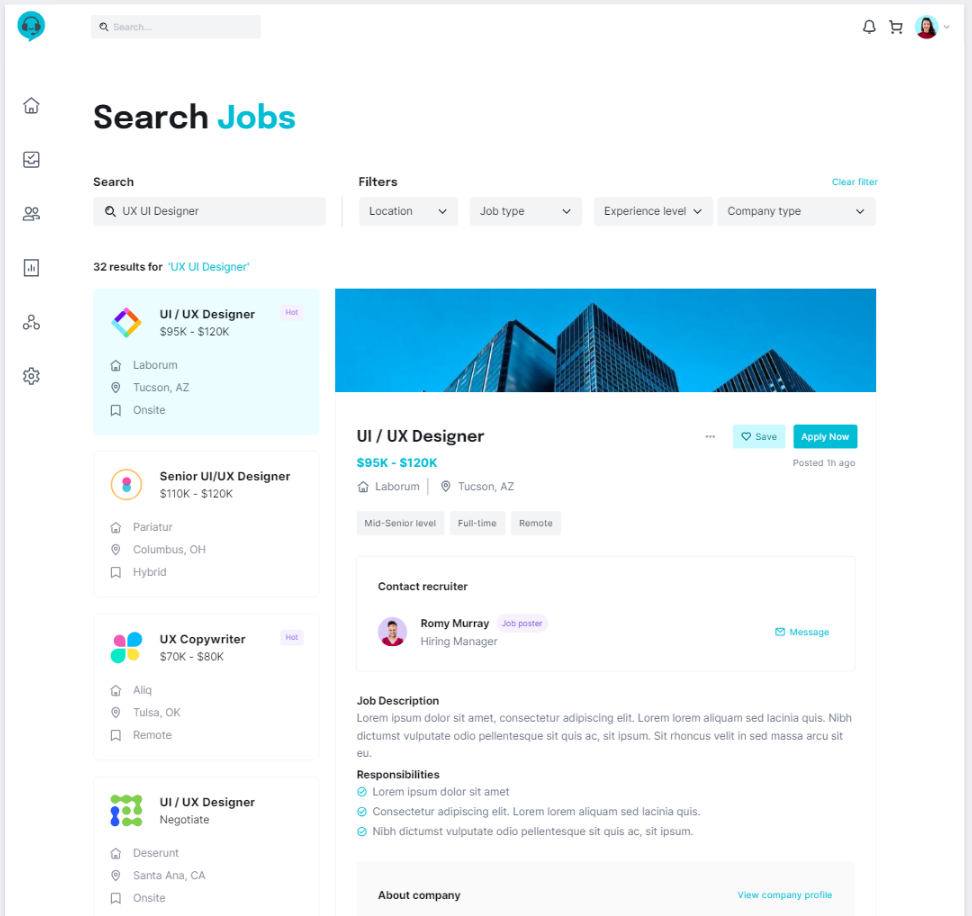 Search...
Search Jobs
Search
Filters
Clear filter
UX UI Designer
Location
Job type
Experience level
Company type
32 results for 'UX UI Designer'
UI / UX Designer
Hot
$95K - $120K
Laborum
Tucson, AZ
Onsite
Senior UI/UX Designer
$110K - $120K
Pariatur
Columbus, OH
Hybrid
UX Copywriter
Hot
$70K - $80K
Aliq
Tulsa, OK
Remote
UI / UX Designer
Negotiate
Deserunt
Santa Ana, CA
Onsite
UI / UX Designer
Save
Apply Now
$95K - $120K
Posted 1h ago
Laborum
Tucson, AZ
Mid-Senior level
Full-time
Remote
Contact recruiter
Romy Murray
Job poster
Hiring Manager
Message
Job Description
Lorem ipsum dolor sit amet, consectetur adipiscing elit. Lorem lorem aliquam sed lacinia quis. Nibh
dictumst vulputate odio pellentesque sit quis ac, sit ipsum. Sit rhoncus velit in sed massa arcu sit
eu.
Responsibilities
Lorem ipsum dolor sit amet
Consectetur adipiscing elit. Lorem lorem aliquam sed lacinia quis.
Nibh dictumst vulputate odio pellentesque sit quis ac, sit ipsum.
About company
View company profile